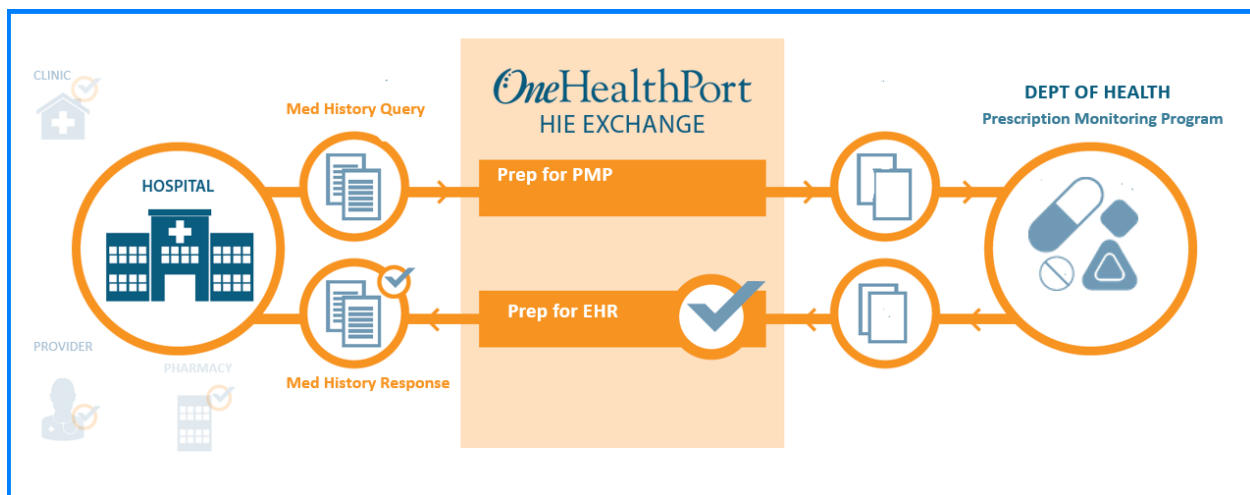 CLINIC
HOSPITAL
PROVIDER
PHARMACY
Med History Query
Med History Response
OneHealthPort
HIE EXCHANGE
Prep for PMP
Prep for EHR
DEPT OF HEALTH
Prescription Monitoring Program